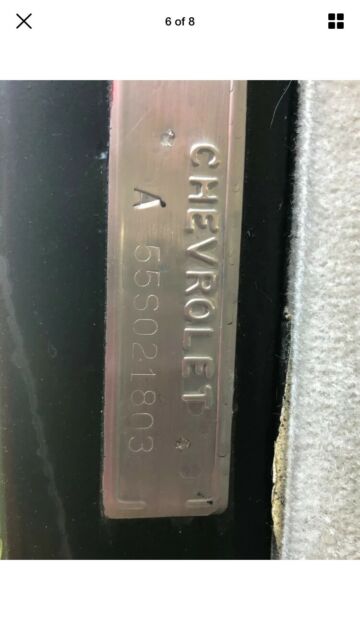 6 of 8
CHEVROLET
A 55S021803